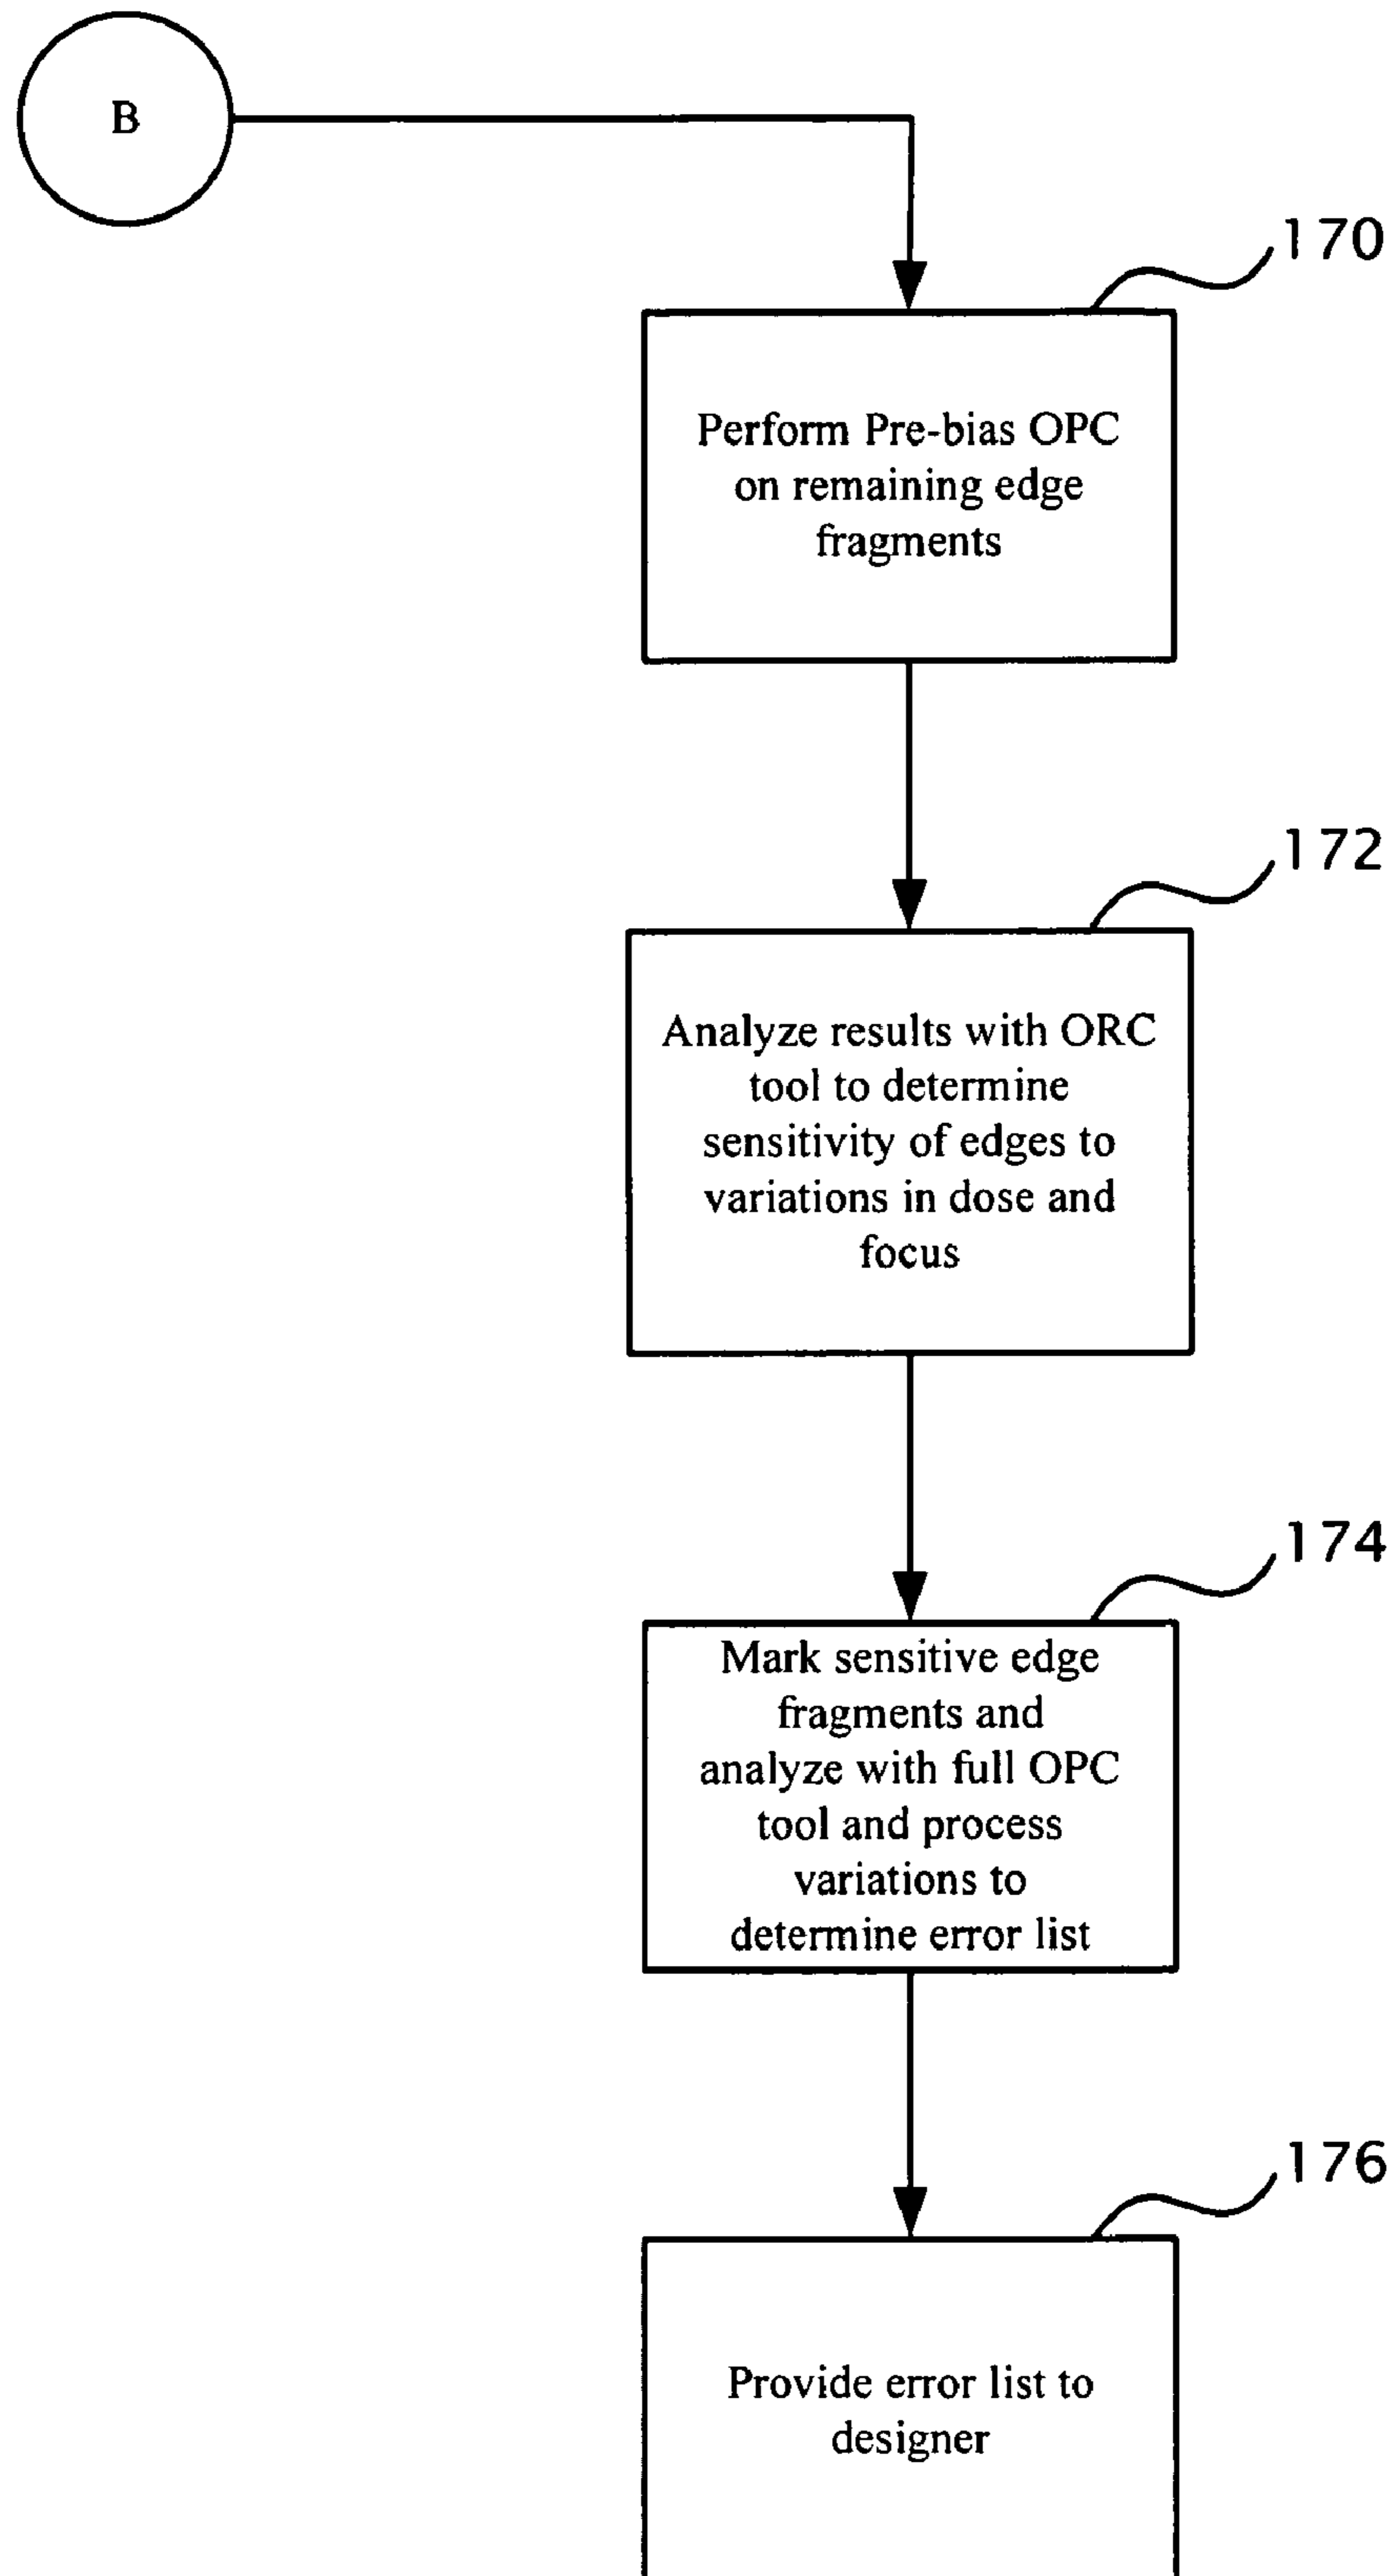 B
170
Perform Pre-bias OPC
on remaining edge
fragments
172
Analyze results with ORC
tool to determine
sensitivity of edges to
variations in dose and
focus
174
Mark sensitive edge
fragments and
analyze with full OPC
tool and process
variations to
determine error list
176
Provide error list to
designer